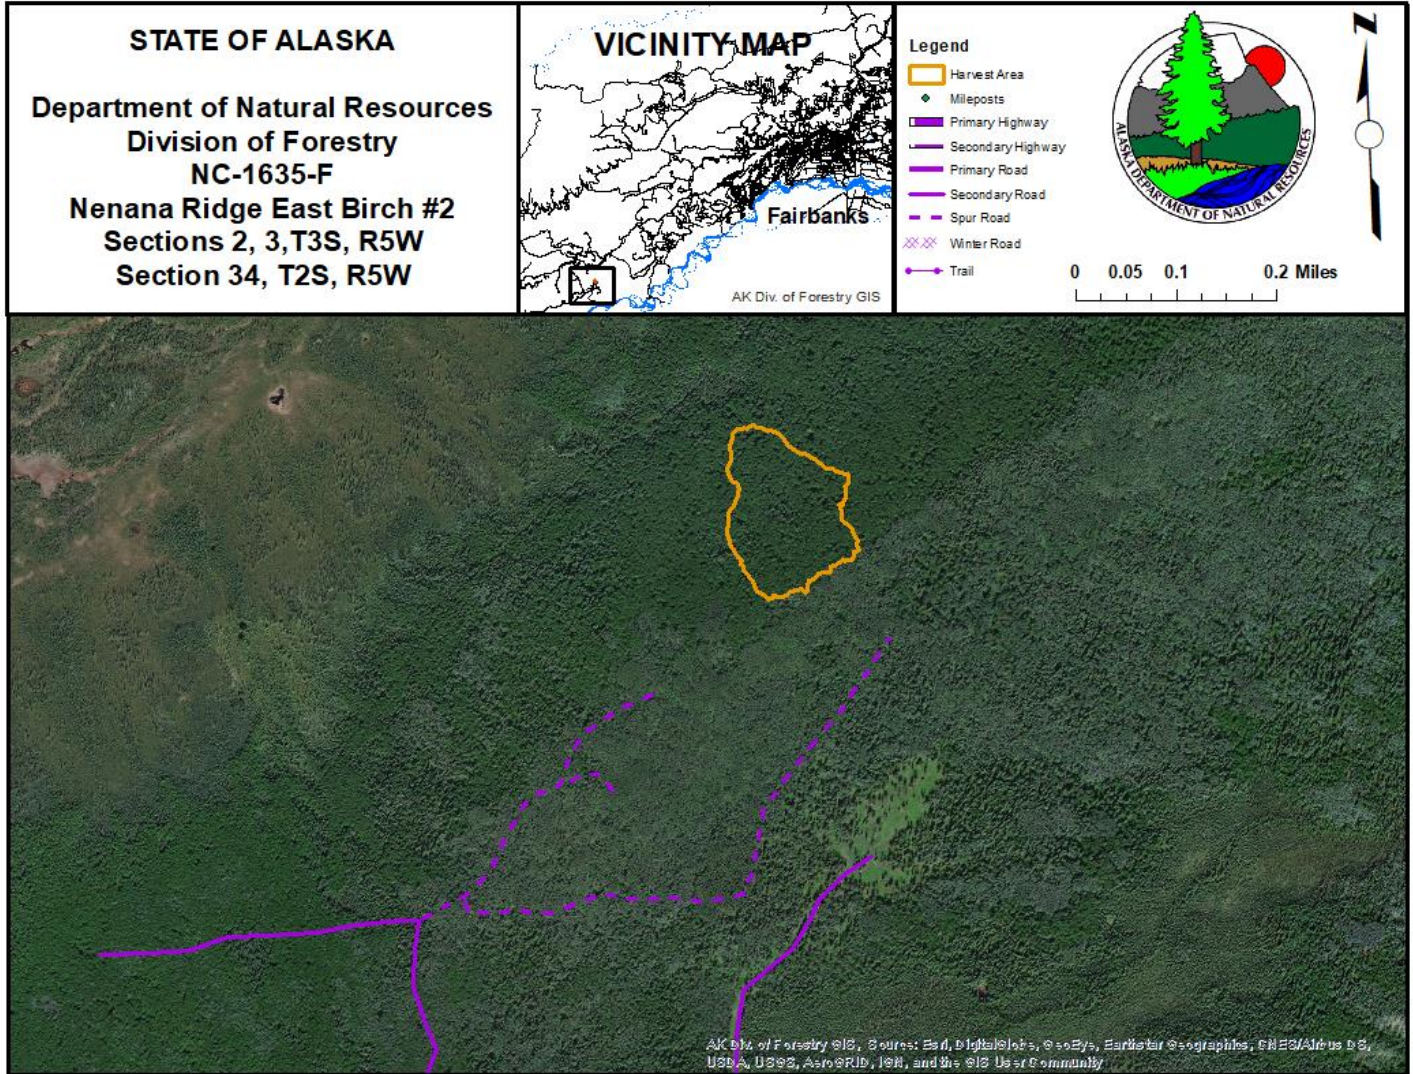 STATE OF ALASKA
Department of Natural Resources
Division of Forestry
NC-1635-F
Nenana Ridge East Birch #2
Sections 2, 3,T3S, R5W
Section 34, T2S, R5W
VICINITY MAP
Fairbanks
AK Div. of Forestry GIS
Legend
Harvest Area
Mileposts
Primary Highway
Secondary Highway
Primary Road
Secondary Road
Spur Road
Winter Road
Trail
ALASKA DEPARTMENT OF NATURAL RESOURCES
N
0 0.05 0.1 0.2 Miles
AK Div. of Forestry GIS, Source: Esri, DigitalGlobe, GeoEye, Earthstar Geographics, CNES/Airbus DS,
USDA, USGS, AeroGRID, IGN, and the GIS User Community